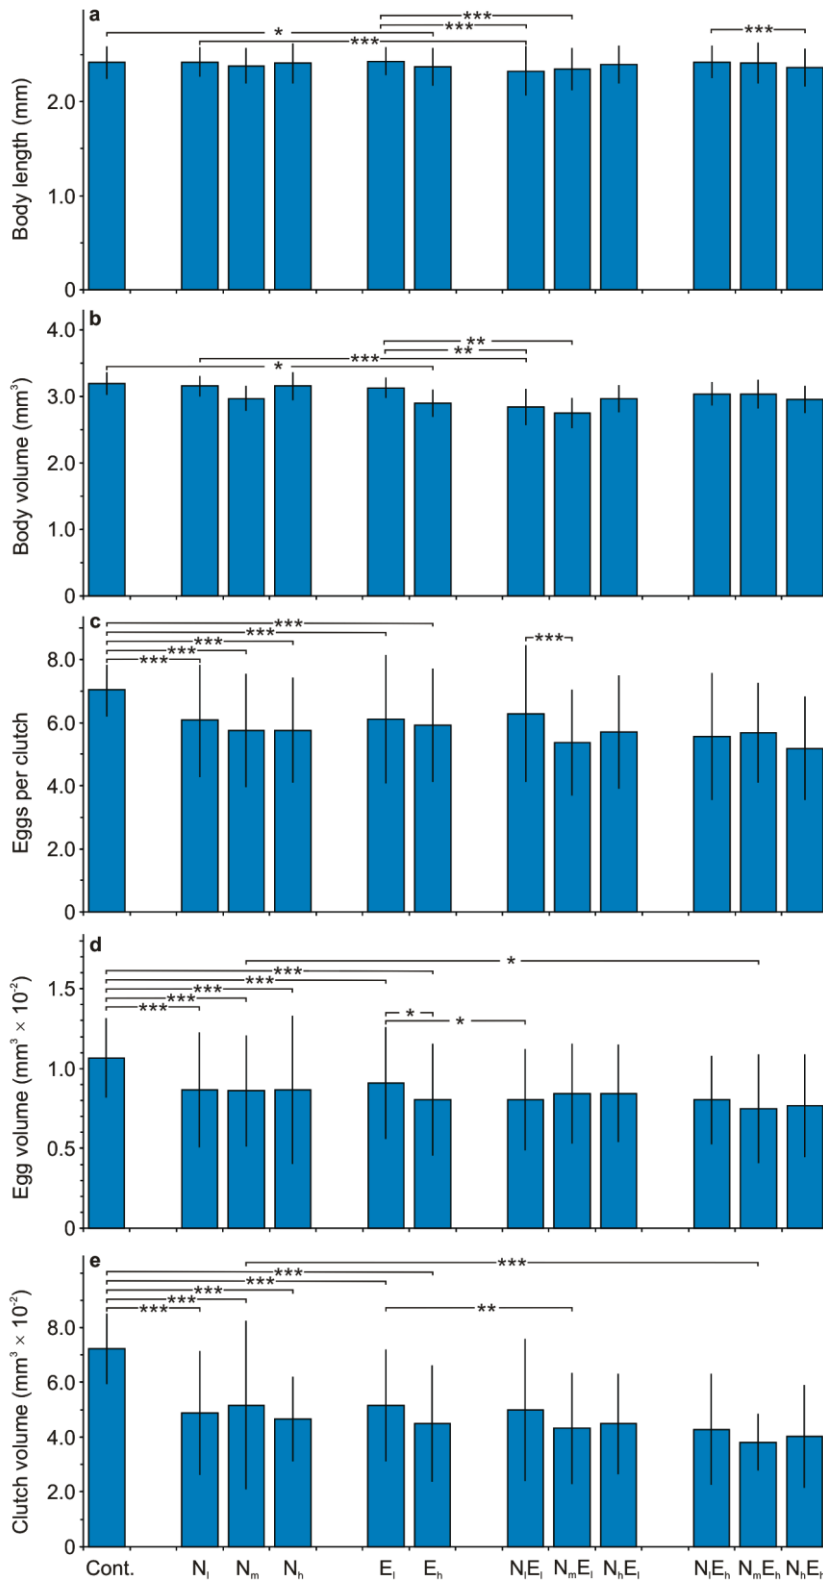 a
* *** *** *** ***
Body length (mm)
2.0
1.0
0
b
* *** ** **
Body volume (mm³)
4.0
3.0
2.0
1.0
0
c
*** *** *** *** *** ***
Eggs per clutch
8.0
6.0
4.0
2.0
0
d
*** *** *** *** *** * * *
Egg volume (mm³ × 10⁻²)
1.5
1.0
0.5
0
e
*** *** *** *** *** *** **
Clutch volume (mm³ × 10⁻²)
8.0
6.0
4.0
2.0
0
Cont. Nₗ Nₘ Nₕ Eₗ Eₕ NₗEₗ NₘEₗ NₕEₗ NₗEₕ NₘEₕ NₕEₕ